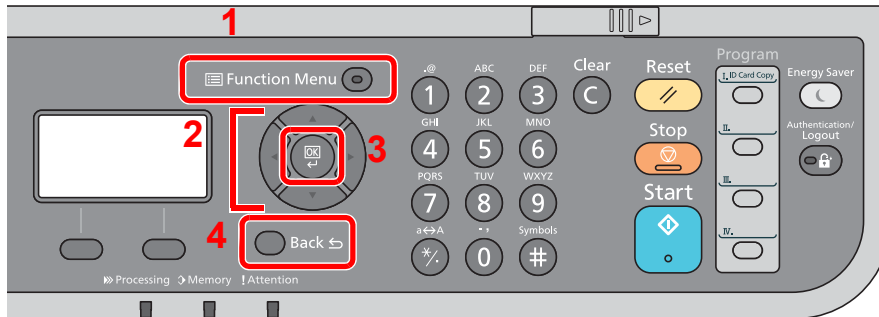 1
Function Menu
2
OK
3
4
Back
Processing Memory !Attention
.@ ABC DEF Clear
1 2 3 C
GHI JKL MNO
4 5 6
PQRS TUV WXYZ
7 8 9
a↔A - , Symbols
*/. 0 #
Reset
Stop
Start
Program
I. ID Card Copy
II.
III.
IV.
Energy Saver
Authentication/
Logout